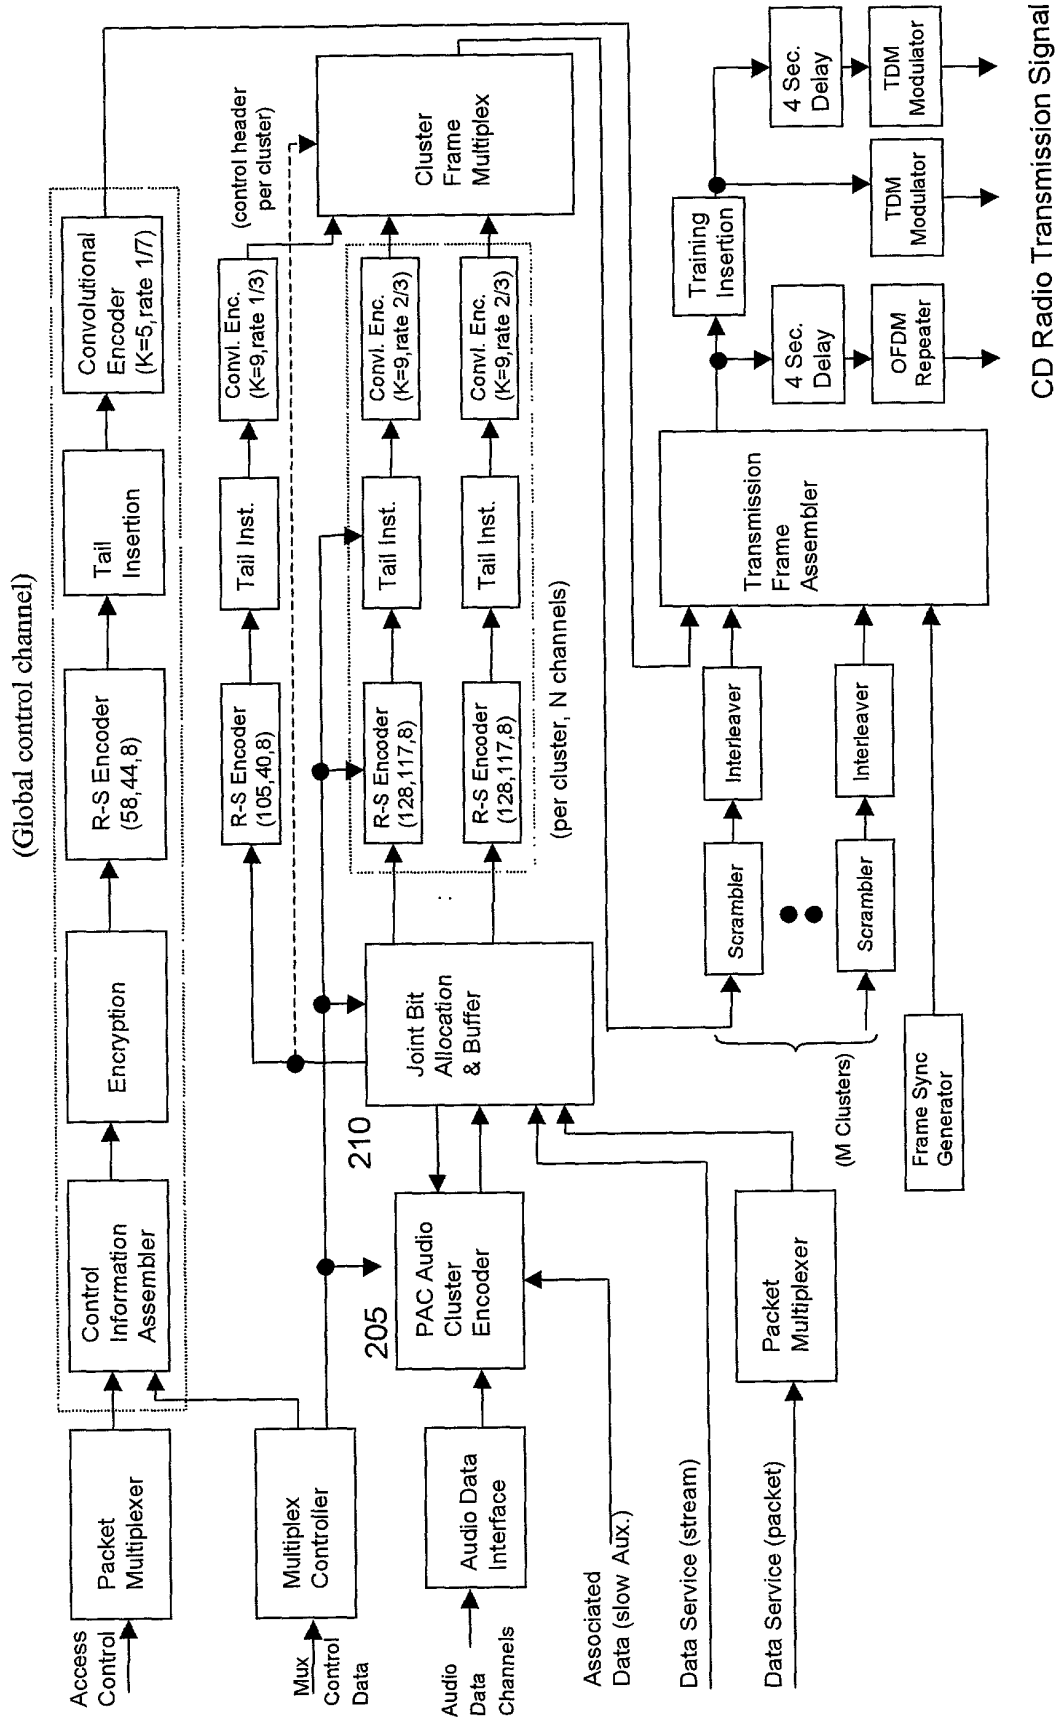 ((Global control channel)
Access
Control
Packet
Multiplexer
Control
Information
Assembler
Encryption
R-S Encoder
(58,44,8)
Tail
Insertion
Convolutional
Encoder
(K=5,rate 1/7)
Mux
Control
Data
Multiplex
Controller
R-S Encoder
(105,40,8)
Tail Inst.
Convl. Enc.
(K=9,rate 1/3)
(control header
per cluster)
Cluster
Frame
Multiplex
Audio
Data
Channels
Audio Data
Interface
205
PAC Audio
Cluster
Encoder
210
Joint Bit
Allocation
& Buffer
R-S Encoder
(128,117,8)
Tail Inst.
Convl. Enc.
(K=9,rate 2/3)
R-S Encoder
(128,117,8)
Tail Inst.
Convl. Enc.
(K=9,rate 2/3)
(per cluster, N channels)
Associated
Data (slow Aux.)
Data Service (stream)
Data Service (packet)
Packet
Multiplexer
(M Clusters)
Scrambler
Interleaver
Scrambler
Interleaver
Frame Sync
Generator
Transmission
Frame
Assembler
Training
Insertion
4 Sec.
Delay
OFDM
Repeater
TDM
Modulator
4 Sec.
Delay
TDM
Modulator
CD Radio Transmission Signal